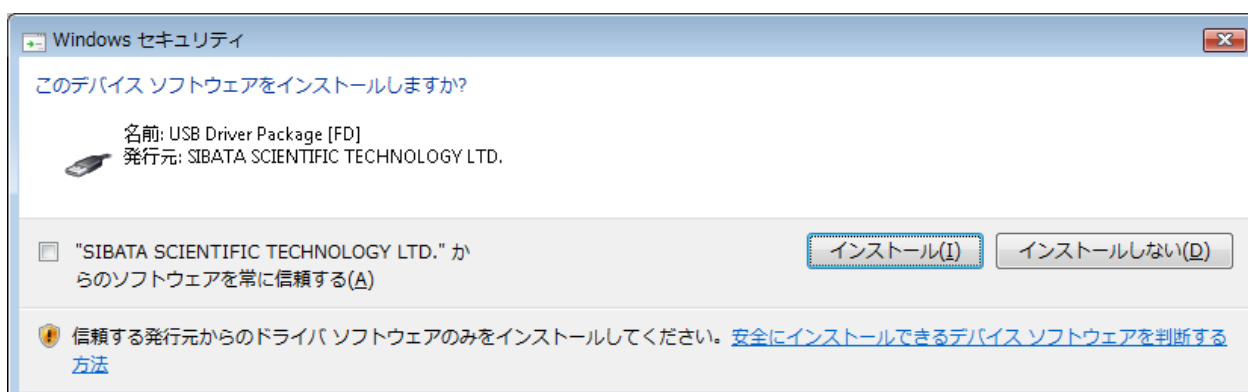 Windows セキュリティ
このデバイス ソフトウェアをインストールしますか?
名前: USB Driver Package [FD]
発行元: SIBATA SCIENTIFIC TECHNOLOGY LTD.
"SIBATA SCIENTIFIC TECHNOLOGY LTD." か
らのソフトウェアを常に信頼する(A)
インストール(I)
インストールしない(D)
信頼する発行元からのドライバ ソフトウェアのみをインストールしてください。安全にインストールできるデバイス ソフトウェアを判断する
方法